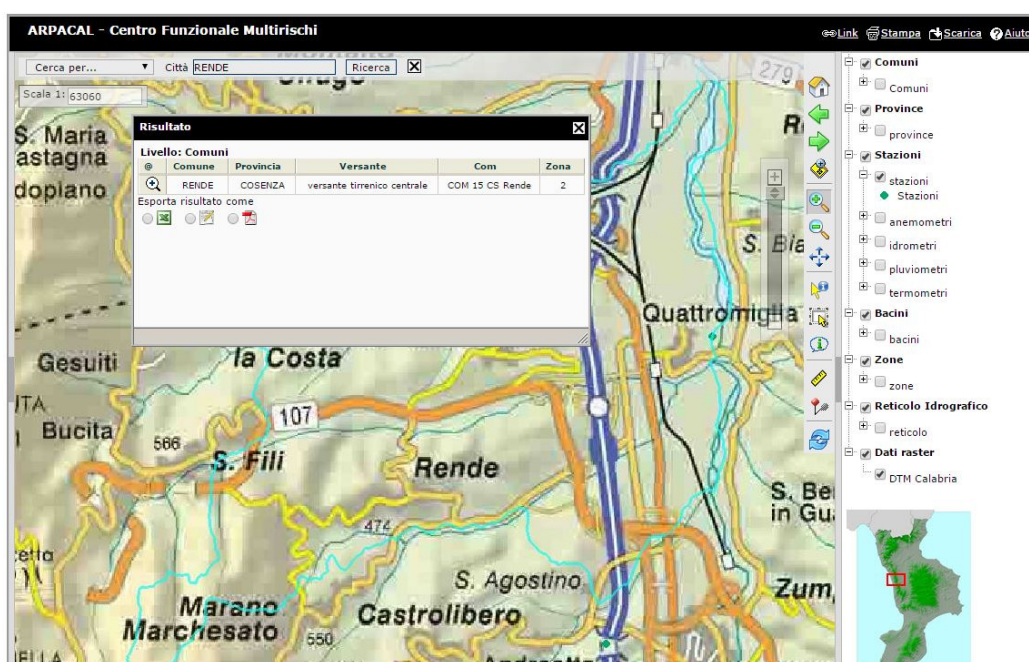 ARPACAL - Centro Funzionale Multirischi
Link Stampa Scarica Aiuto
Cerca per... Città RENDE Ricerca
Scala 1: 63060
279
S. Maria
astagna
dopiano
Risultato
Livello: Comuni
@ Comune Provincia Versante Com Zona
RENDE COSENZA versante tirrenico centrale COM 15 CS Rende 2
Esporta risultato come
R
S. Bia
Quattromiglia
Gesuiti
la Costa
107
Bucita
566
S. Fili
Rende
474
S. Be
in Gu
S. Agostino
Zum
Marano
Marchesato
Castrolibero
550
Comuni
Comuni
Province
province
Stazioni
stazioni
Stazioni
anemometri
idrometri
pluviometri
termometri
Bacini
bacini
Zone
zone
Reticolo Idrografico
reticolo
Dati raster
DTM Calabria